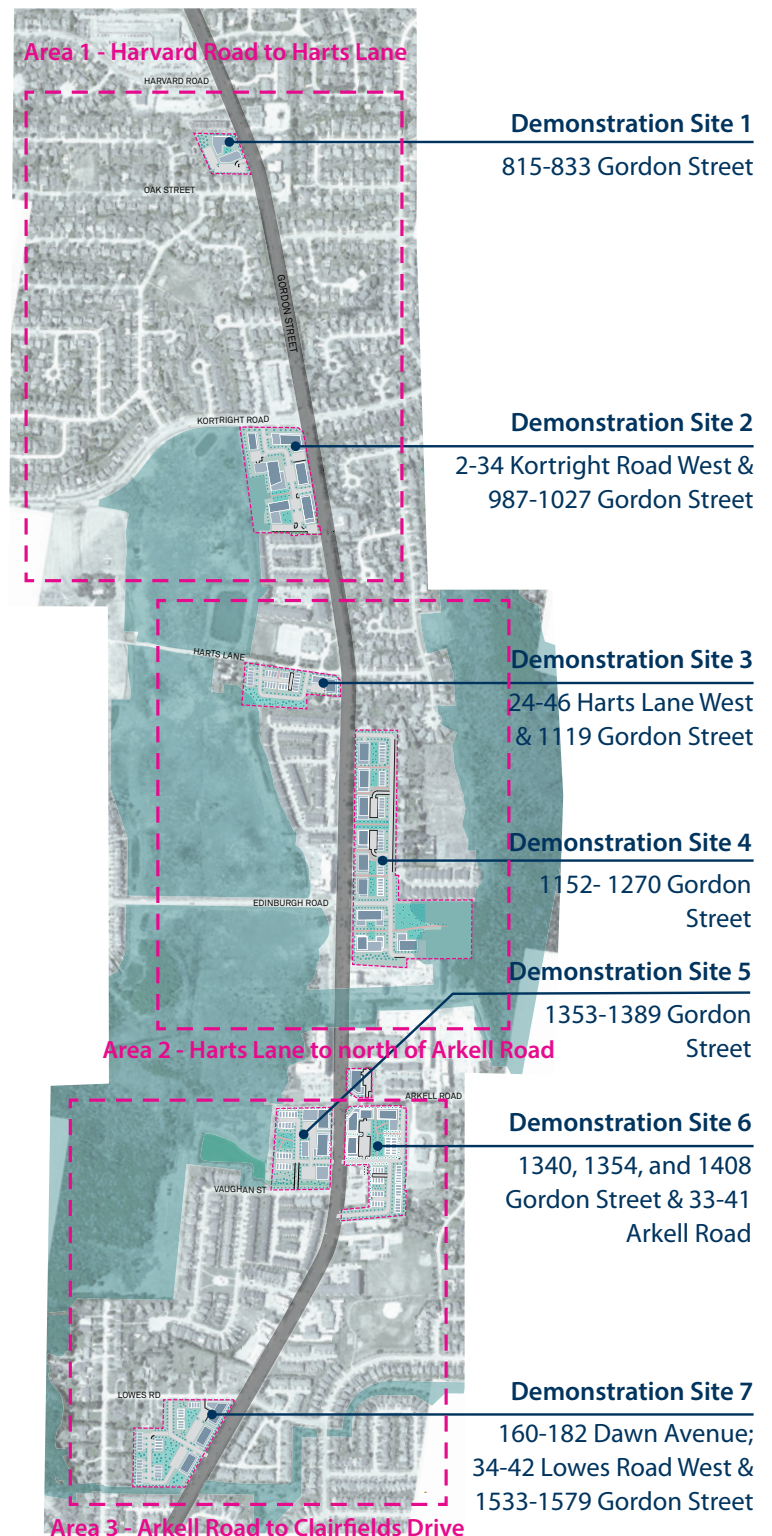 Area 1 - Harvard Road to Harts Lane
HARVARD ROAD
Demonstration Site 1
815-833 Gordon Street
OAK STREET
GORDON STREET
KORTRIGHT ROAD
Demonstration Site 2
2-34 Kortright Road West &
987-1027 Gordon Street
HARTS LANE
Demonstration Site 3
24-46 Harts Lane West
& 1119 Gordon Street
Demonstration Site 4
1152- 1270 Gordon
Street
EDINBURGH ROAD
Demonstration Site 5
1353-1389 Gordon
Street
Area 2 - Harts Lane to north of Arkell Road
ARKELL ROAD
Demonstration Site 6
1340, 1354, and 1408
Gordon Street & 33-41
Arkell Road
VAUGHAN ST
LOWES RD
Demonstration Site 7
160-182 Dawn Avenue;
34-42 Lowes Road West &
1533-1579 Gordon Street
Area 3 - Arkell Road to Clairfields Drive